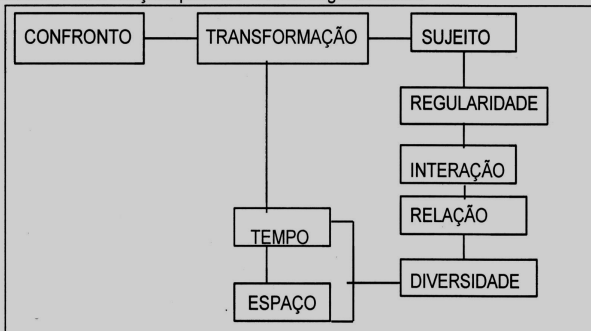 CONFRONTO
TRANSFORMAÇÃO
SUJEITO
REGULARIDADE
INTERAÇÃO
RELAÇÃO
TEMPO
DIVERSIDADE
ESPAÇO